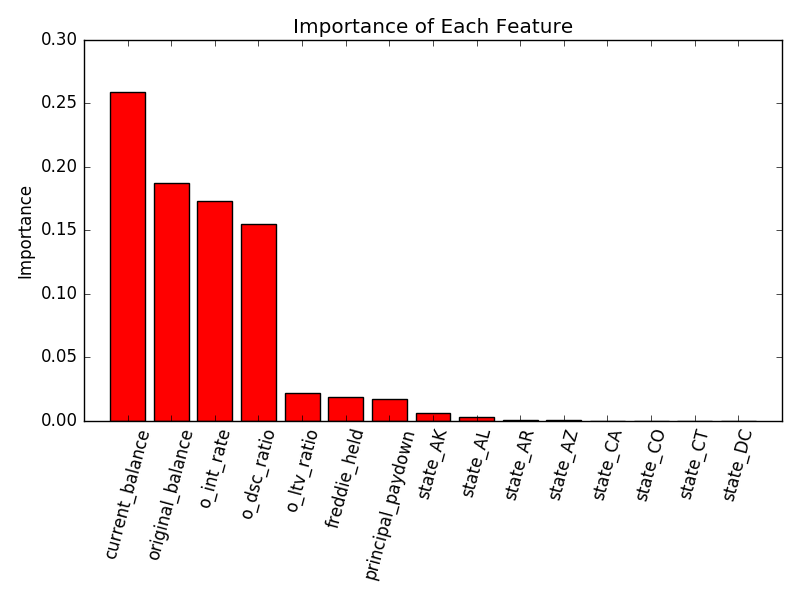 Importance of Each Feature
Importance
0.30
0.25
0.20
0.15
0.10
0.05
0.00
current_balance
original_balance
o_int_rate
o_dsc_ratio
o_ltv_ratio
freddie_held
principal_paydown
state_AK
state_AL
state_AR
state_AZ
state_CA
state_CO
state_CT
state_DC